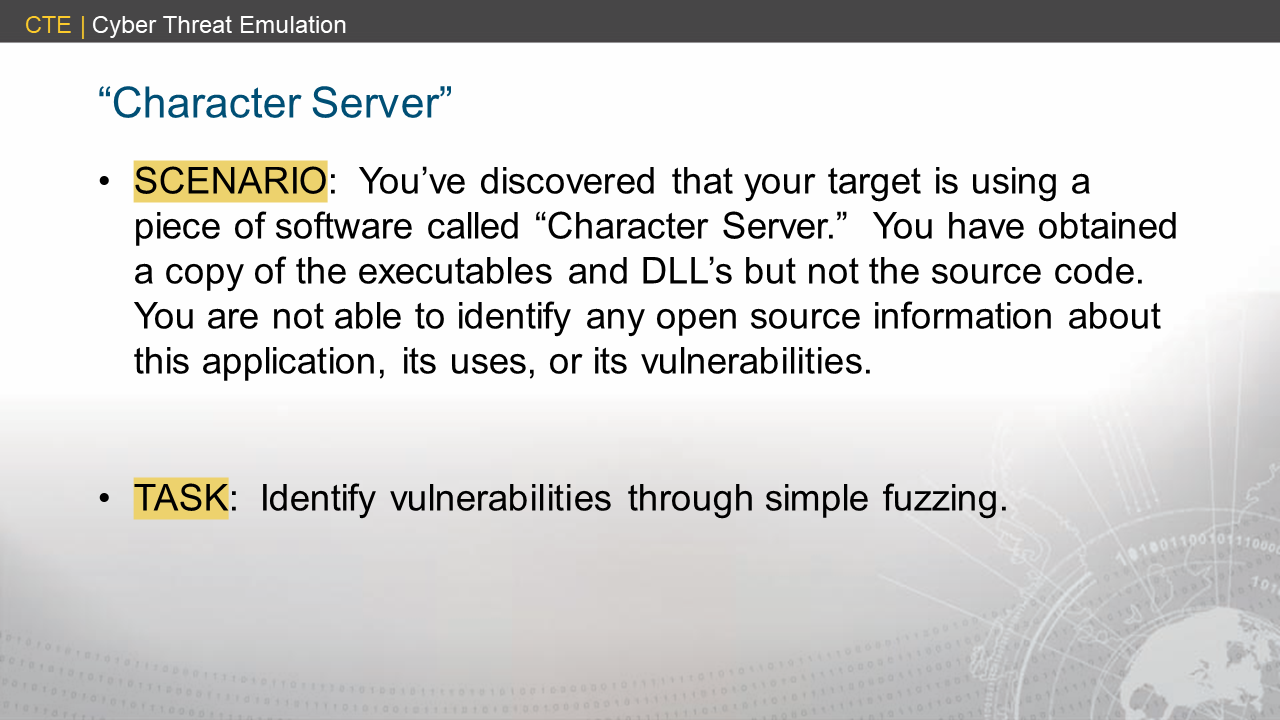 CTE | Cyber Threat Emulation
“Character Server”
• SCENARIO: You’ve discovered that your target is using a
piece of software called “Character Server.” You have obtained
a copy of the executables and DLL’s but not the source code.
You are not able to identify any open source information about
this application, its uses, or its vulnerabilities.
• TASK: Identify vulnerabilities through simple fuzzing.